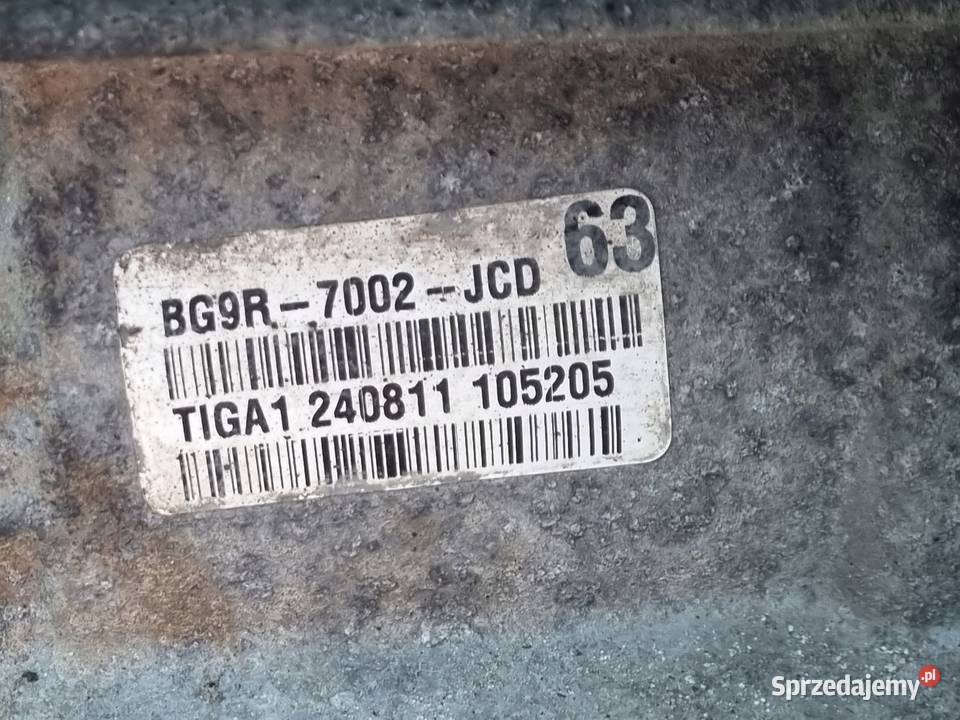 63
BG9R-7002-JCD
TIGA1 240811 105205
Sprzedajemy.pl